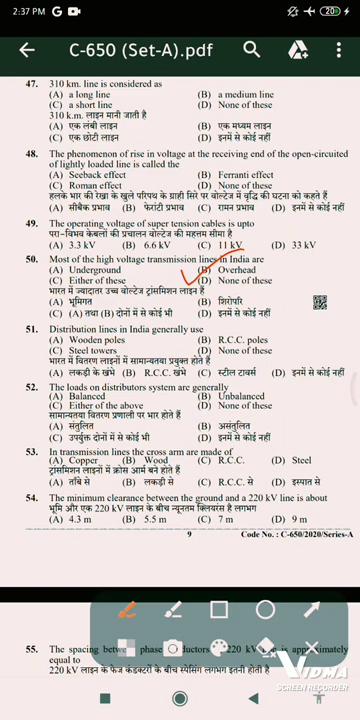 2:37 PM G 20
C-650 (Set-A).pdf
47. 310 km. line is considered as
(A) a long line (B) a medium line
(C) a short line (D) None of these
310 k.m. लाइन मानी जाती है
(A) एक लंबी लाइन (B) एक मध्यम लाइन
(C) एक छोटी लाइन (D) इनमें से कोई नहीं
48. The phenomenon of rise in voltage at the receiving end of the open-circuited
of lightly loaded line is called the
(A) Seeback effect (B) Ferranti effect
(C) Roman effect (D) None of these
हलके भार की रेखा के खुले परिपथ के ग्राही सिरे पर वोल्टेज में वृद्धि की घटना को कहते हैं
(A) सीबैक प्रभाव (B) फेरांटी प्रभाव (C) रामन प्रभाव (D) इनमें से कोई नहीं
49. The operating voltage of super tension cables is upto
परा-विभव केबलों की प्रचालन वोल्टेज की महत्तम सीमा है
(A) 3.3 kV (B) 6.6 kV (C) 11 kV (D) 33 kV
50. Most of the high voltage transmission lines in India are
(A) Underground (B) Overhead
(C) Either of these (D) None of these
भारत में ज्यादातर उच्च वोल्टेज ट्रांसमिशन लाइन हैं
(A) भूमिगत (B) शिरोपरि
(C) (A) तथा (B) दोनों में से कोई भी (D) इनमें से कोई नहीं
51. Distribution lines in India generally use
(A) Wooden poles (B) R.C.C. poles
(C) Steel towers (D) None of these
भारत में वितरण लाइनों में सामान्यतया प्रयुक्त होते हैं
(A) लकड़ी के खंभे (B) R.C.C. खंभे (C) स्टील टावर्स (D) इनमें से कोई नहीं
52. The loads on distributors system are generally
(A) Balanced (B) Unbalanced
(C) Either of the above (D) None of these
सामान्यतया वितरण प्रणाली पर भार होते हैं
(A) संतुलित (B) असंतुलित
(C) उपर्युक्त दोनों में से कोई भी (D) इनमें से कोई नहीं
53. In transmission lines the cross arm are made of
(A) Copper (B) Wood (C) R.C.C. (D) Steel
ट्रांसमिशन लाइनों में क्रोस आर्म बने होते हैं
(A) ताँबे से (B) लकड़ी से (C) R.C.C. से (D) इस्पात से
54. The minimum clearance between the ground and a 220 kV line is about
भूमि और एक 220 kV लाइन के बीच न्यूनतम क्लियरेंस है लगभग
(A) 4.3 m (B) 5.5 m (C) 7 m (D) 9 m
9 Code No. : C-650/2020/Series-A
55. The spacing between phase conductors 220 kV line is approximately
equal to
220 kV लाइन के फेज कंडक्टरों के बीच स्पेसिंग लगभग इतनी होती है
VIDMA
SCREEN RECORDER